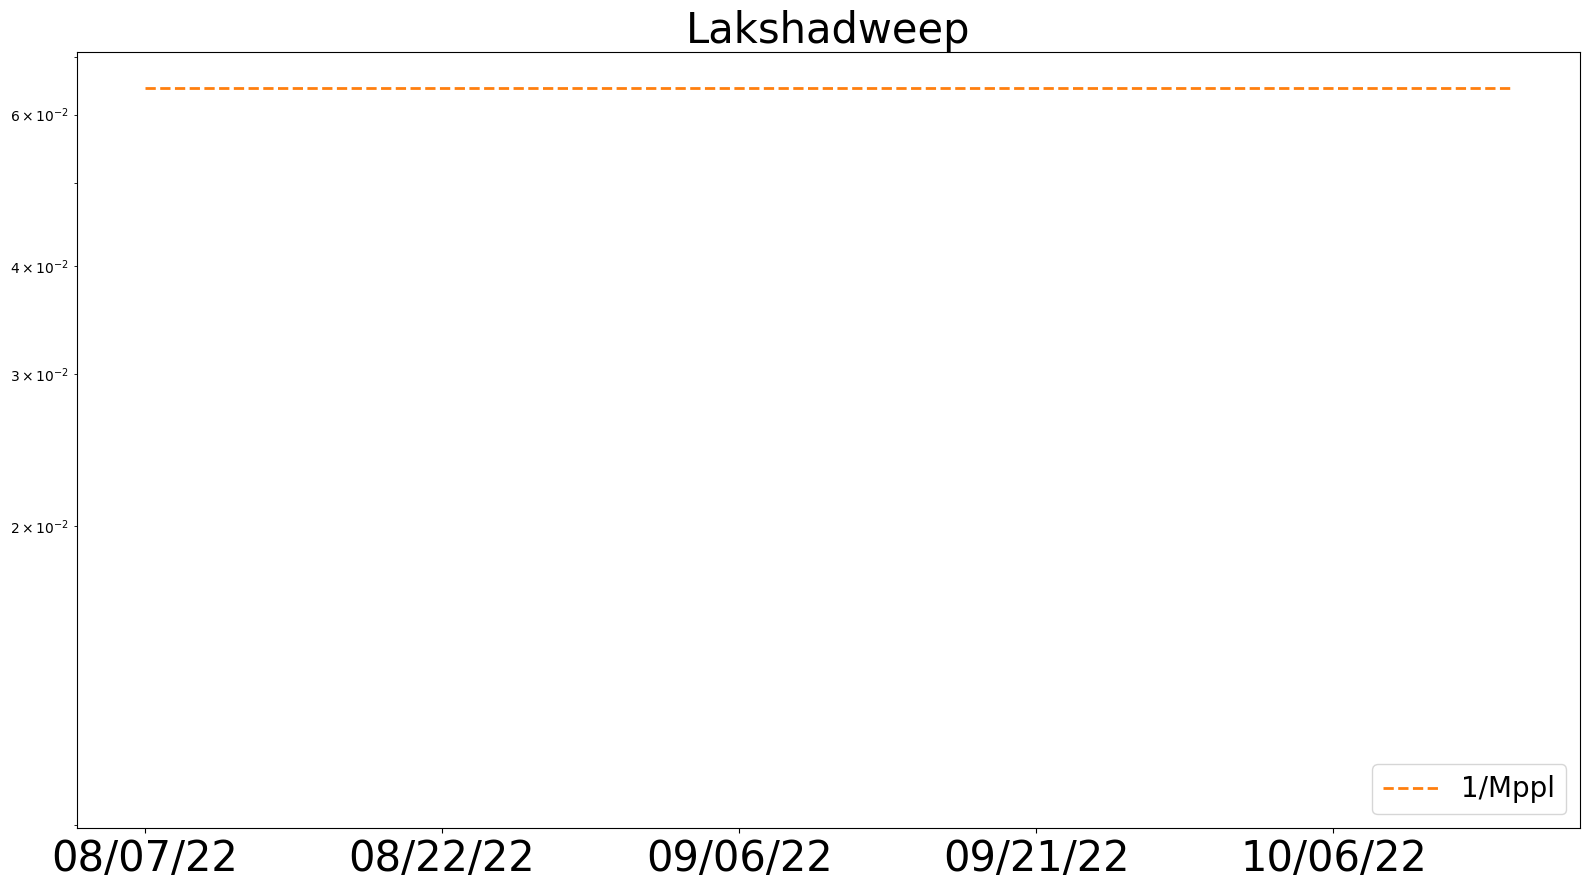 Lakshadweep
6 × 10⁻²
4 × 10⁻²
3 × 10⁻²
2 × 10⁻²
1/Mppl
08/07/22 08/22/22 09/06/22 09/21/22 10/06/22